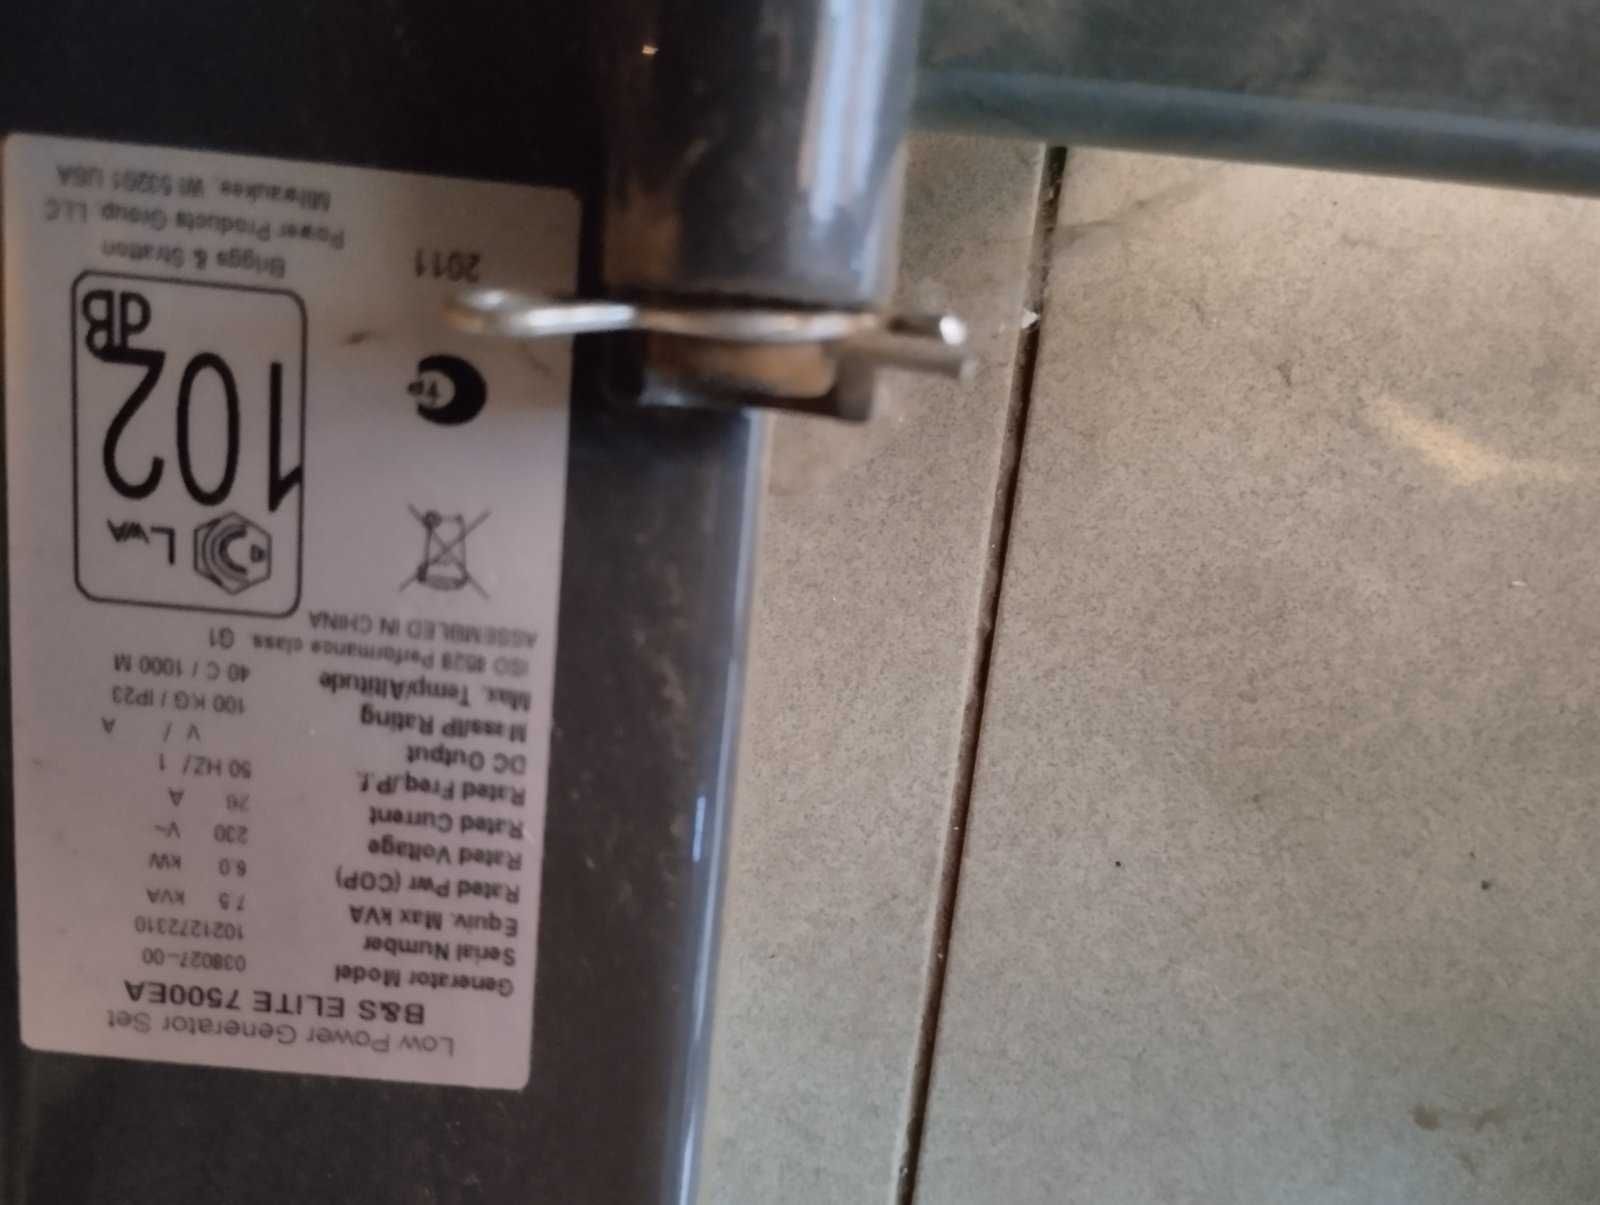 Low Power Generator Set
B&S ELITE 7500EA
Generator Model 038027-00
Serial Number 1021272310
Equiv. Max kVA 7.5 kVA
Rated Pwr (COP) 6.0 kW
Rated Voltage 230 V~
Rated Current 26 A
Rated Freq./P.f. 50 HZ/ 1
DC Output V / A
Mass/IP Rating 100 KG / IP23
Max. Temp/Altitude 40 C / 1000 M
ISO 8528 Performance class G1
ASSEMBLED IN CHINA
LWA
102
dB
2011
Briggs & Stratton
Power Products Group, LLC
Milwaukee, WI 53201 USA